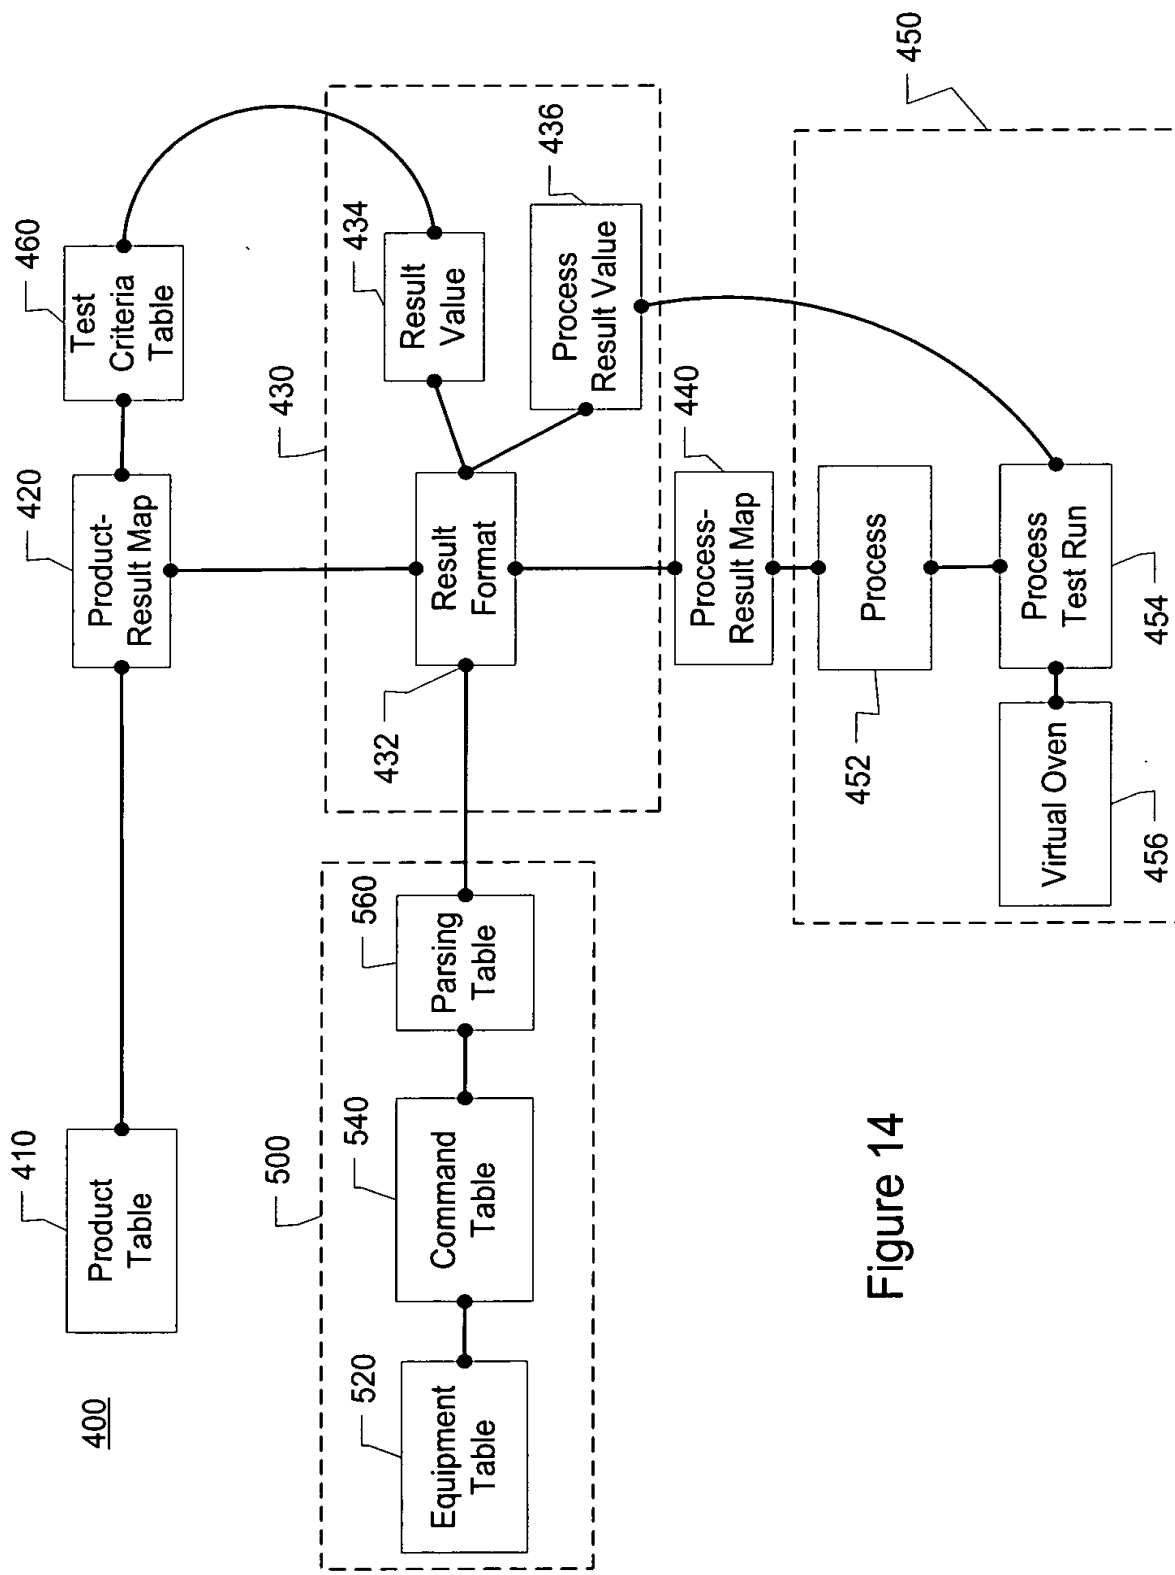 400
410
Product
Table
420
Product-
Result Map
460
Test
Criteria
Table
500
520
Equipment
Table
540
Command
Table
560
Parsing
Table
430
432
Result
Format
434
Result
Value
436
Process
Result Value
440
Process-
Result Map
450
452
Process
Virtual Oven
456
Process
Test Run
454
Figure 14